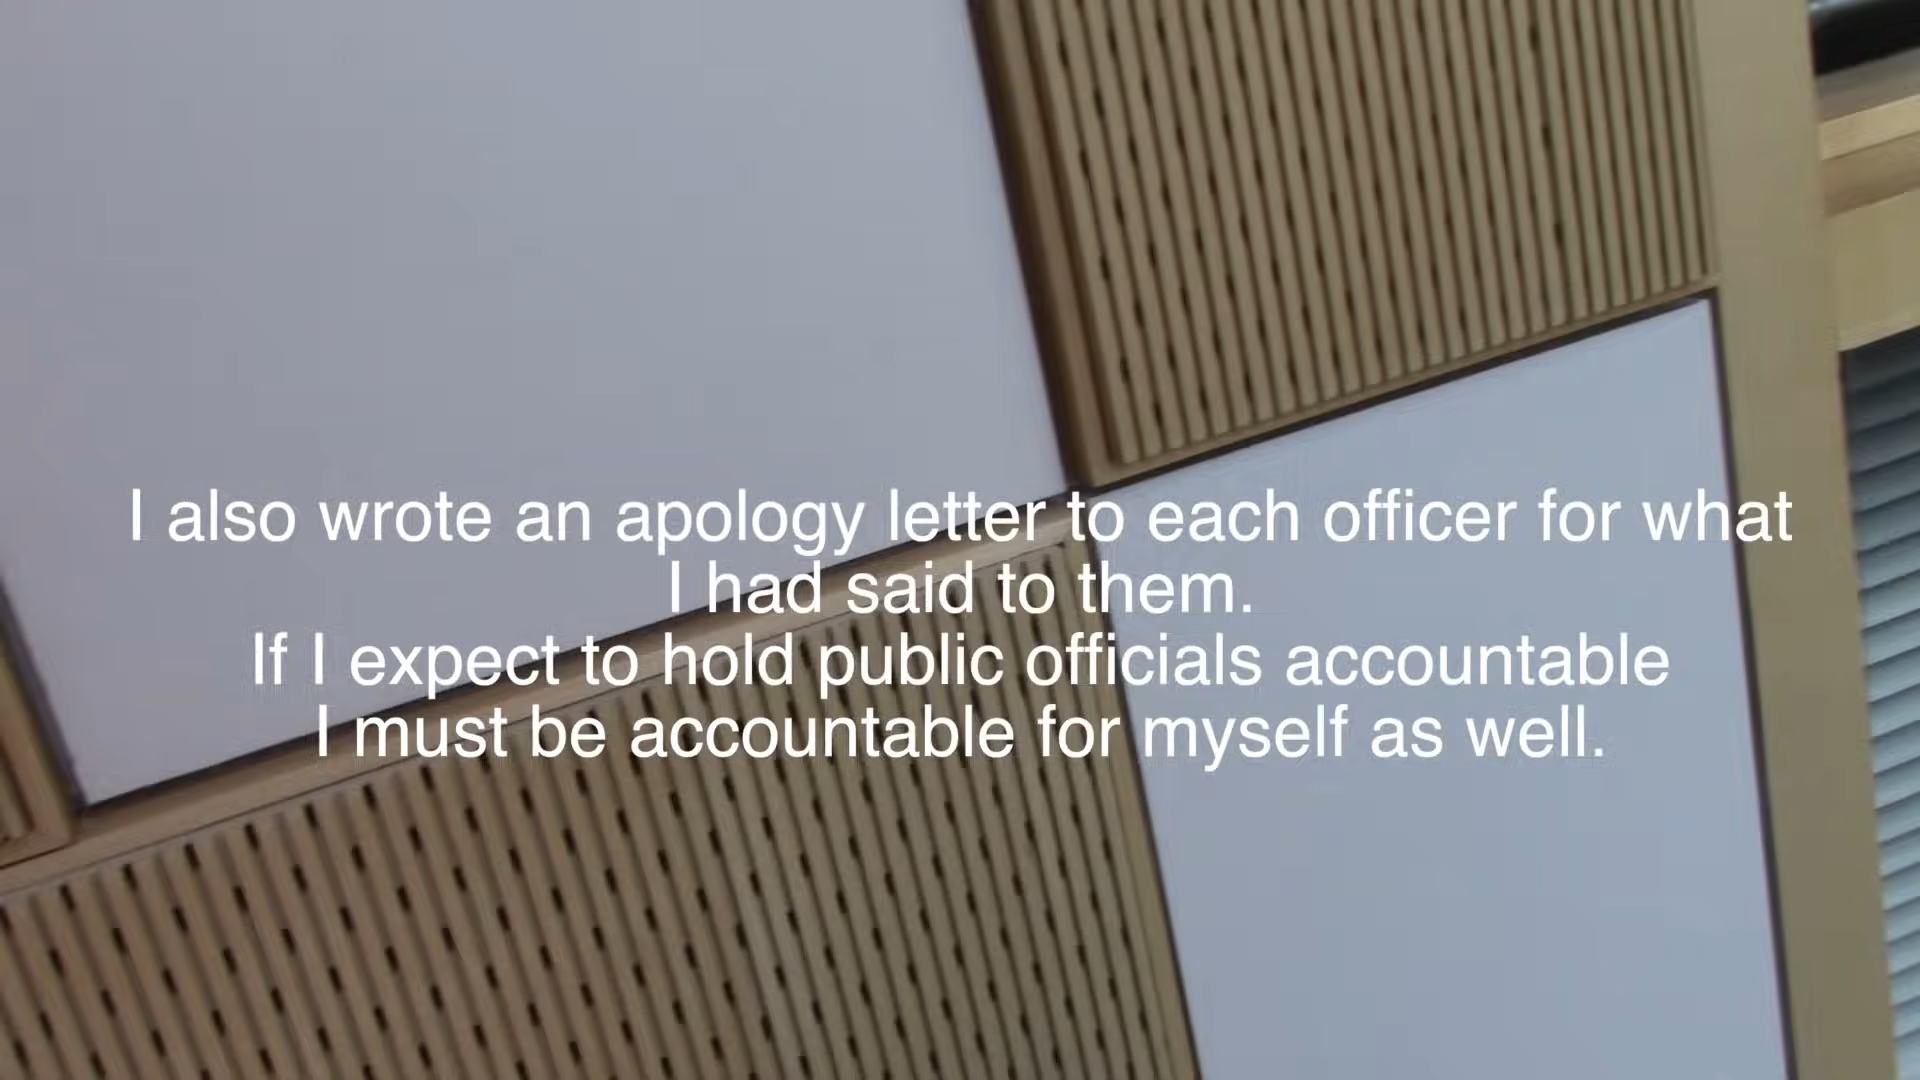 I also wrote an apology letter to each officer for what
I had said to them.
If I expect to hold public officials accountable
I must be accountable for myself as well.